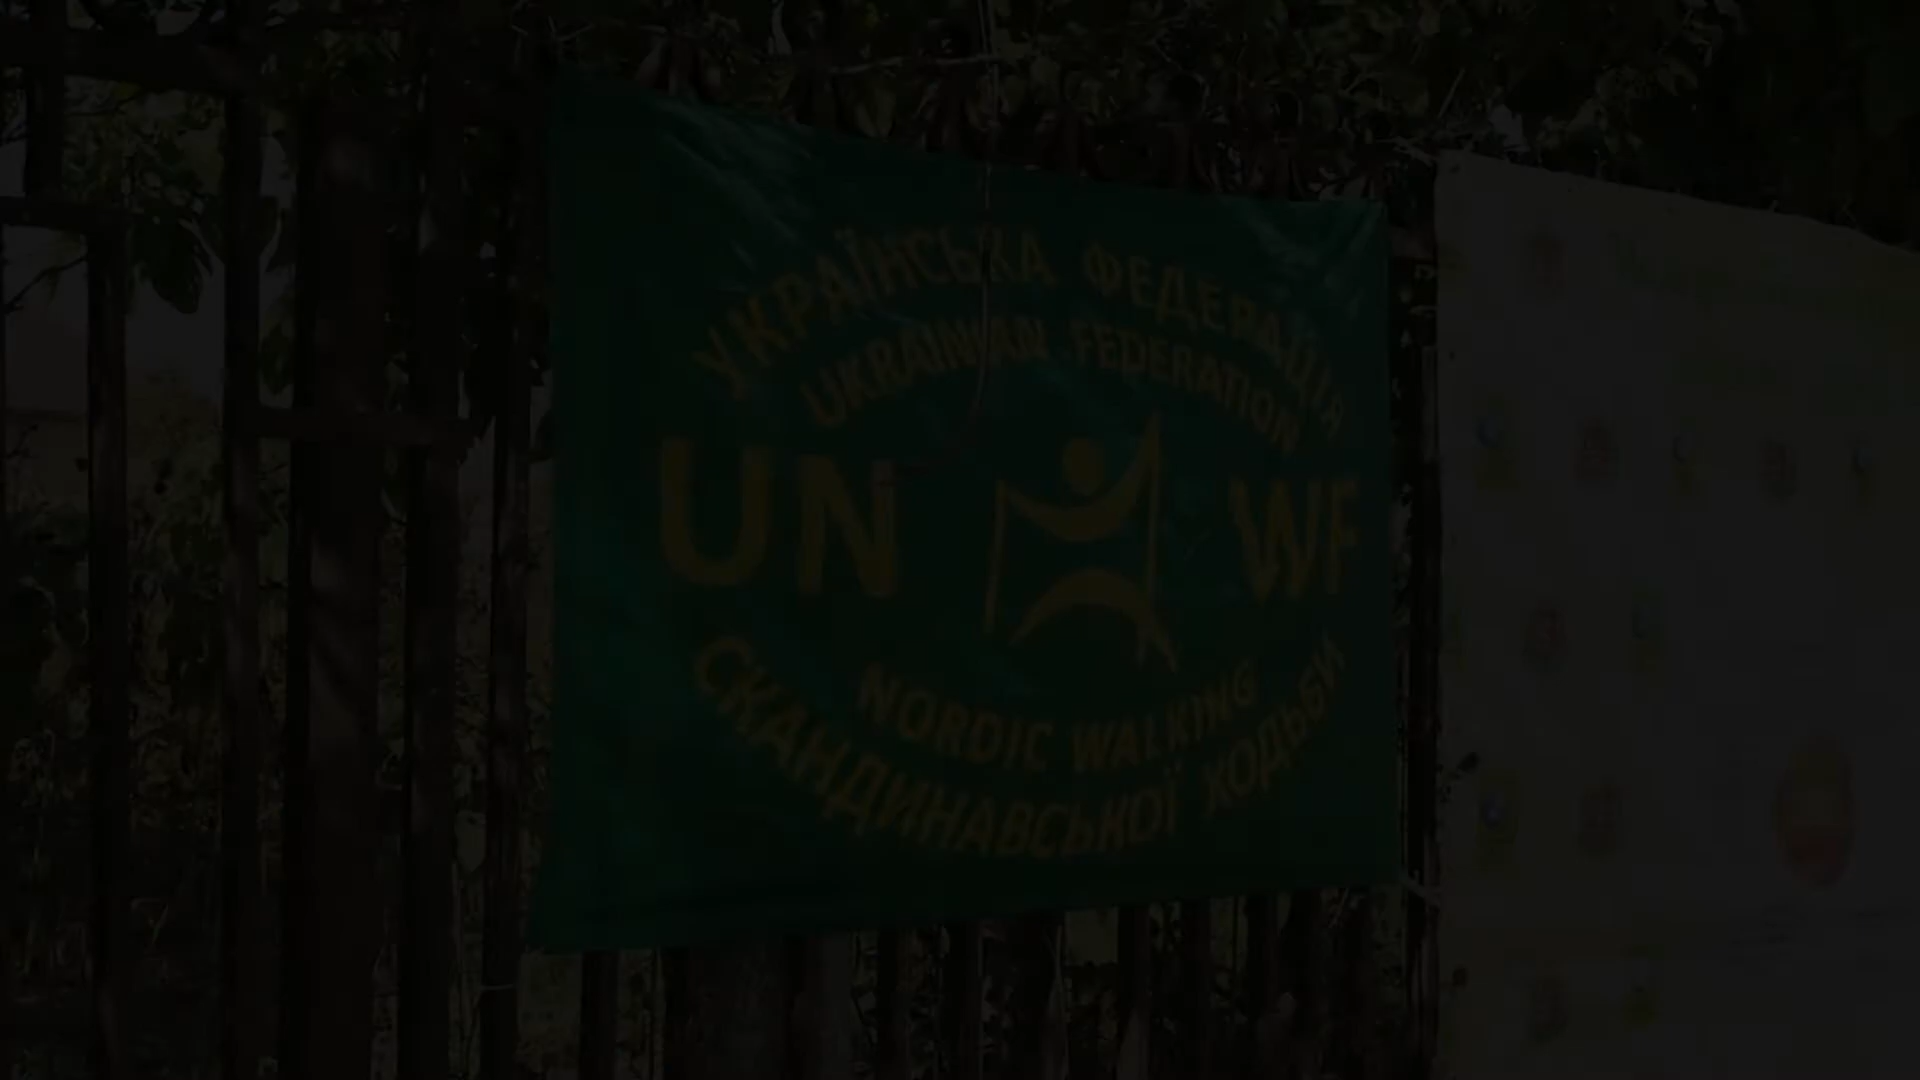 УКРАЇНСЬКА ФЕДЕРАЦІЯ
UKRAINIAN FEDERATION
UN WF
NORDIC WALKING
СКАНДИНАВСЬКОЇ ХОДЬБИ